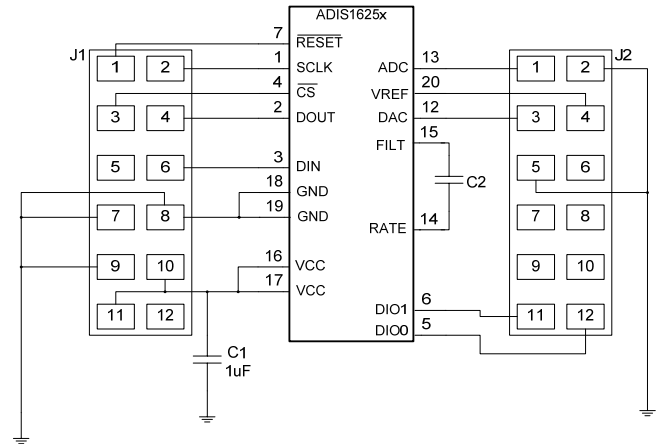 ADIS1625x
J1
J2
7 RESET
1 2
1 SCLK
ADC 13
1 2
4 CS
VREF 20
3 4
2 DOUT
DAC 12
3 4
15
FILT
5 6
3 DIN
5 6
18 GND
C2
7 8
19 GND
7 8
RATE 14
9 10
16 VCC
9 10
17 VCC
11 12
DIO1 6
11 12
DIO0 5
C1
1uF